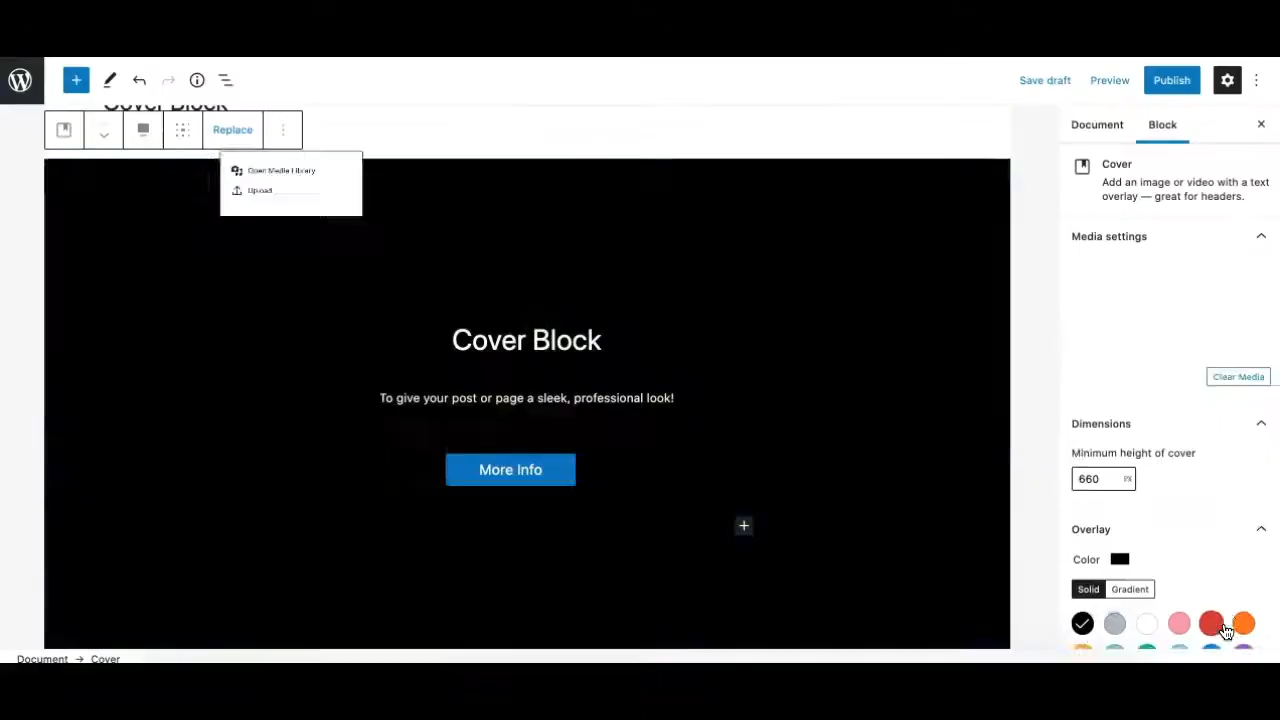 Save draft
Preview
Publish
Cover Block
Replace
Open Media Library
Upload
Cover Block
To give your post or page a sleek, professional look!
More Info
Document
Block
Cover
Add an image or video with a text
overlay — great for headers.
Media settings
Clear Media
Dimensions
Minimum height of cover
660 PX
Overlay
Color
Solid Gradient
Document → Cover